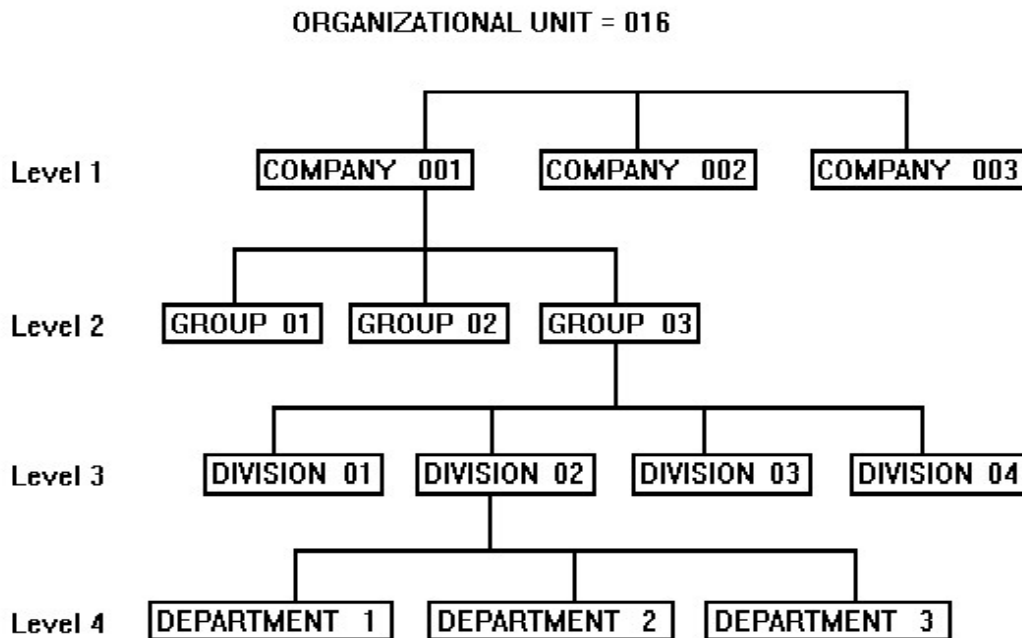 ORGANIZATIONAL UNIT = 016
Level 1 COMPANY 001 COMPANY 002 COMPANY 003
Level 2 GROUP 01 GROUP 02 GROUP 03
Level 3 DIVISION 01 DIVISION 02 DIVISION 03 DIVISION 04
Level 4 DEPARTMENT 1 DEPARTMENT 2 DEPARTMENT 3